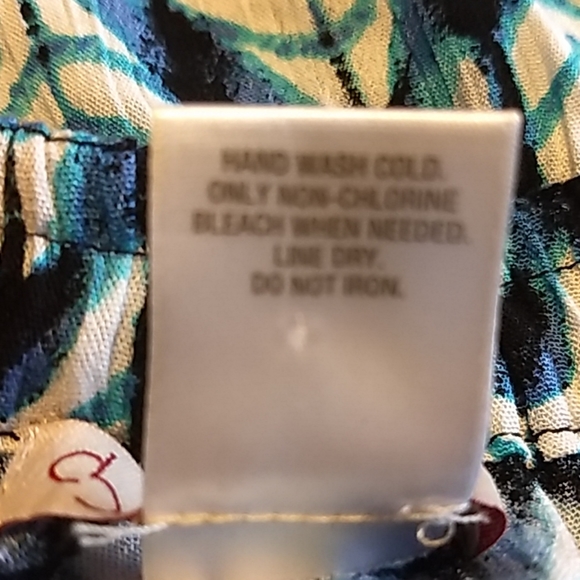 HAND WASH COLD.
ONLY NON-CHLORINE
BLEACH WHEN NEEDED.
LINE DRY.
DO NOT IRON.